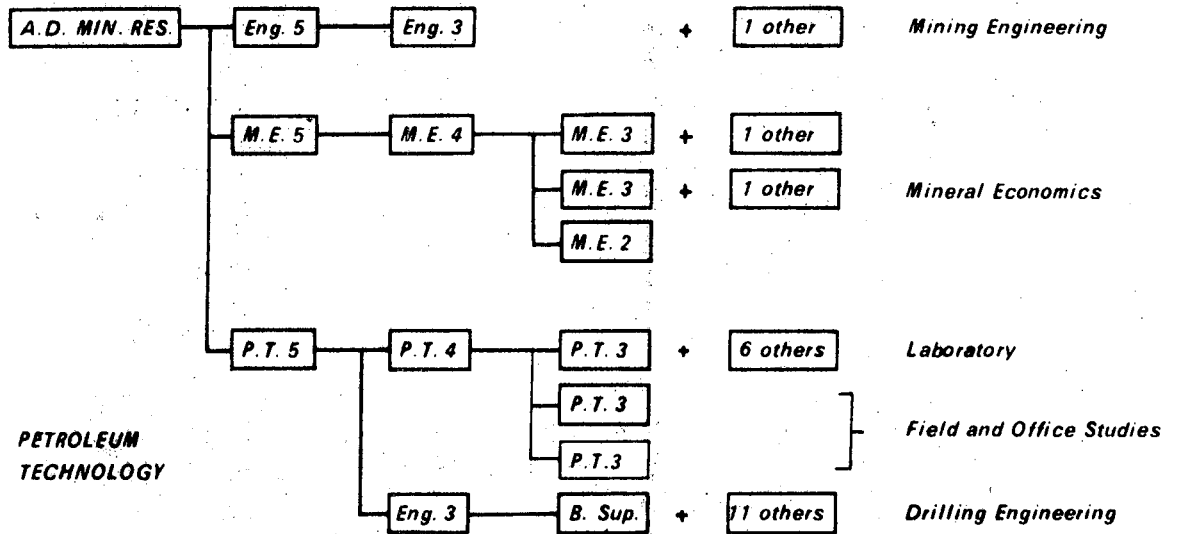 A.D. MIN. RES. Eng. 5 Eng. 3 + 1 other Mining Engineering
M.E. 5 M.E. 4 M.E. 3 + 1 other
M.E. 3 + 1 other Mineral Economics
M.E. 2
P.T. 5 P.T. 4 P.T. 3 + 6 others Laboratory
P.T. 3
Field and Office Studies
PETROLEUM
P.T.3
TECHNOLOGY
Eng. 3 B. Sup. + 11 others Drilling Engineering